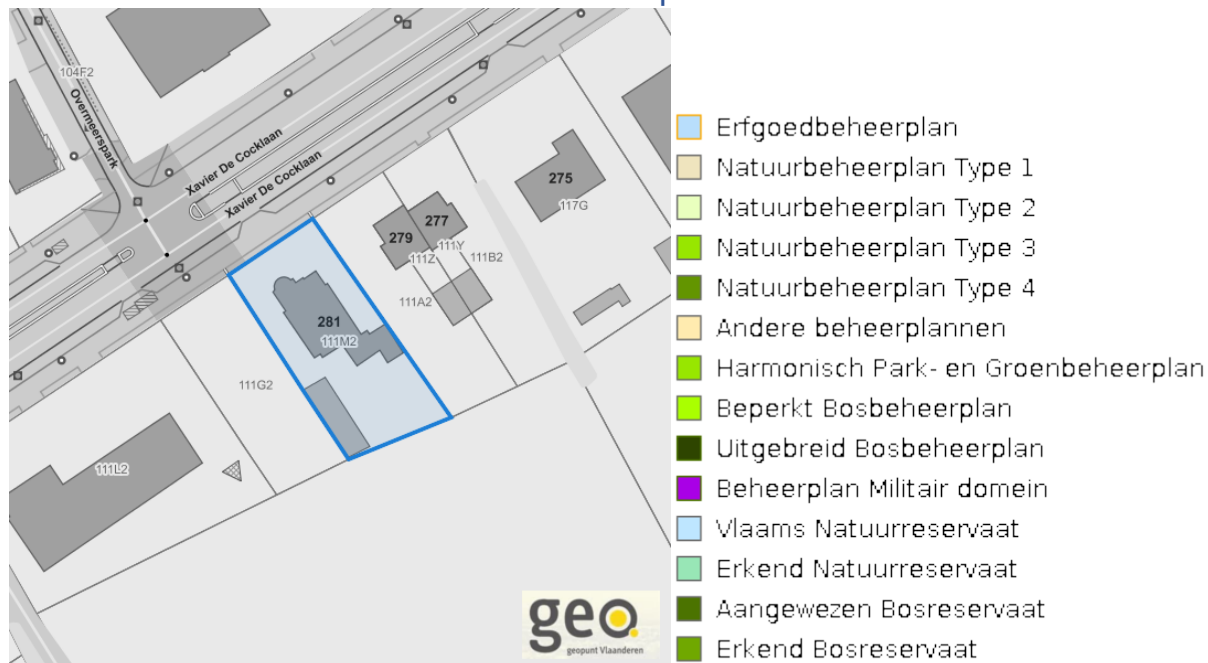 104F2
Overmeerspark
Xavier De Cocklaan
Xavier De Cocklaan
275
117G
277
279
111Y
111Z
111B2
111A2
281
111M2
111G2
111L2
geo.
geopunt Vlaanderen
Erfgoedbeheerplan
Natuurbeheerplan Type 1
Natuurbeheerplan Type 2
Natuurbeheerplan Type 3
Natuurbeheerplan Type 4
Andere beheerplannen
Harmonisch Park- en Groenbeheerplan
Beperkt Bosbeheerplan
Uitgebreid Bosbeheerplan
Beheerplan Militair domein
Vlaams Natuurreservaat
Erkend Natuurreservaat
Aangewezen Bosreservaat
Erkend Bosreservaat